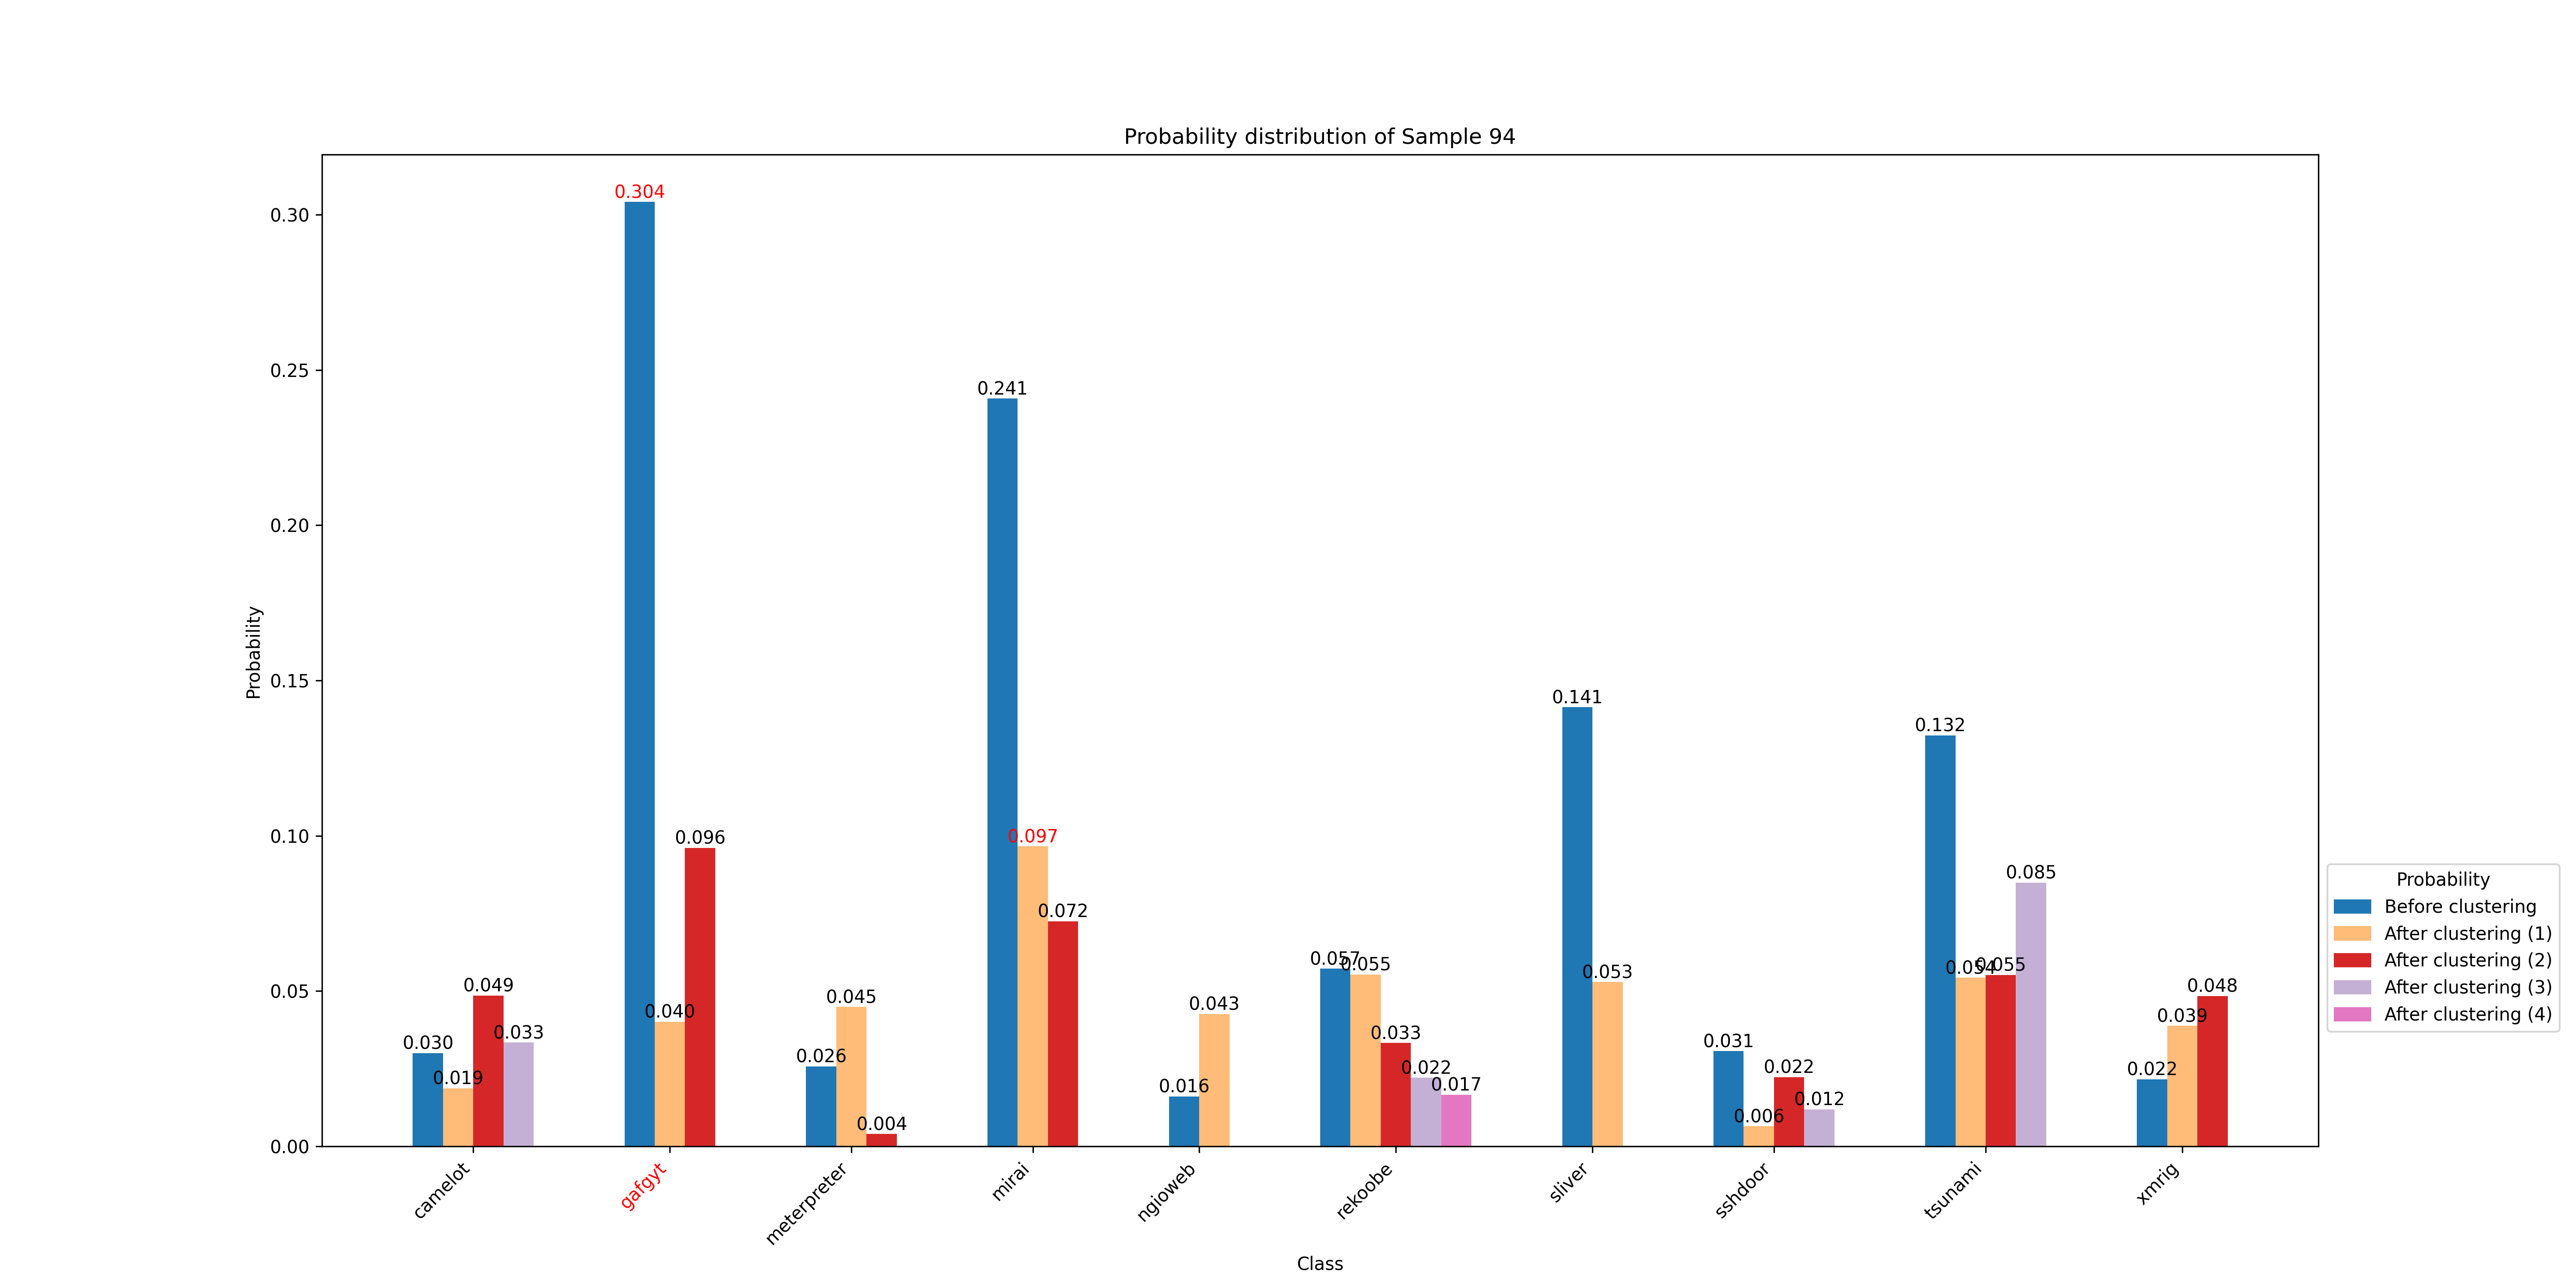 Probability distribution of Sample 94
Probability
0.30
0.25
0.20
0.15
0.10
0.05
0.00
0.030
0.019
0.049
0.033
0.304
0.040
0.096
0.026
0.045
0.004
0.241
0.097
0.072
0.016
0.043
0.057
0.055
0.033
0.022
0.017
0.141
0.053
0.031
0.006
0.022
0.012
0.132
0.054
0.055
0.085
0.022
0.039
0.048
camelot
gafgyt
meterpreter
mirai
ngioweb
rekoobe
sliver
sshdoor
tsunami
xmrig
Class
Probability
Before clustering
After clustering (1)
After clustering (2)
After clustering (3)
After clustering (4)